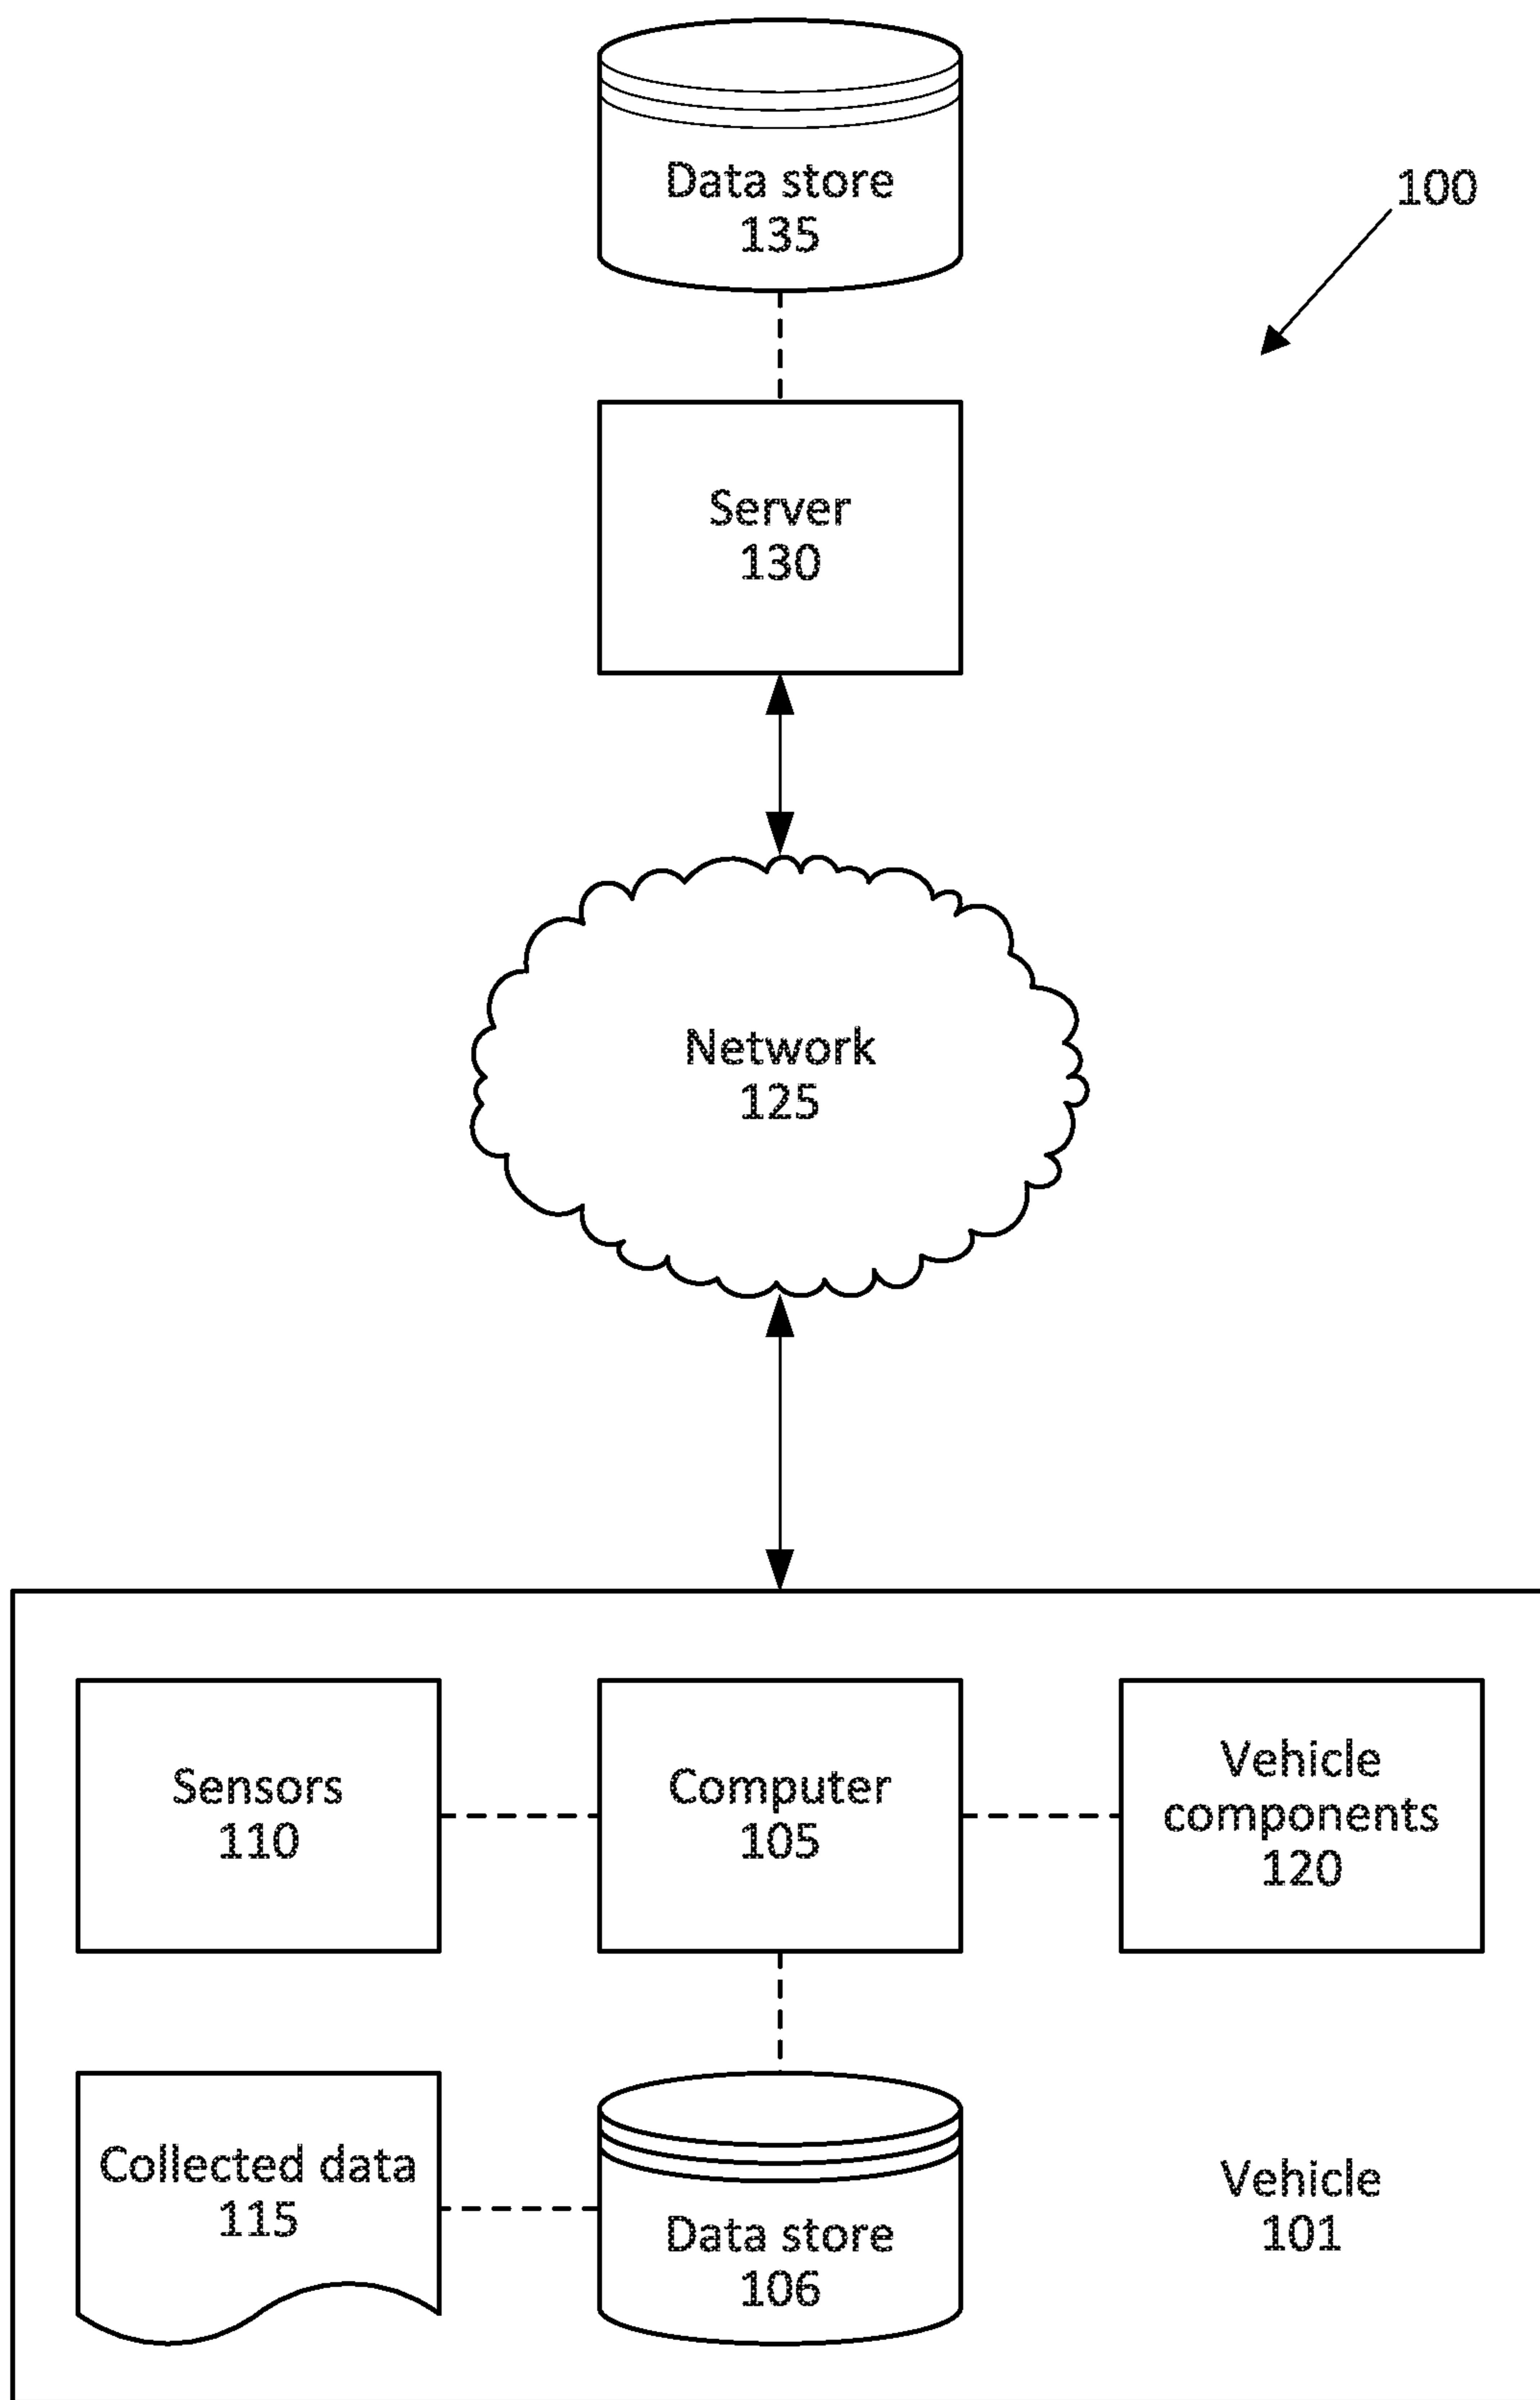 Data store
135
100
Server
130
Network
125
Sensors
110
Computer
105
Vehicle
components
120
Collected data
115
Data store
106
Vehicle
101